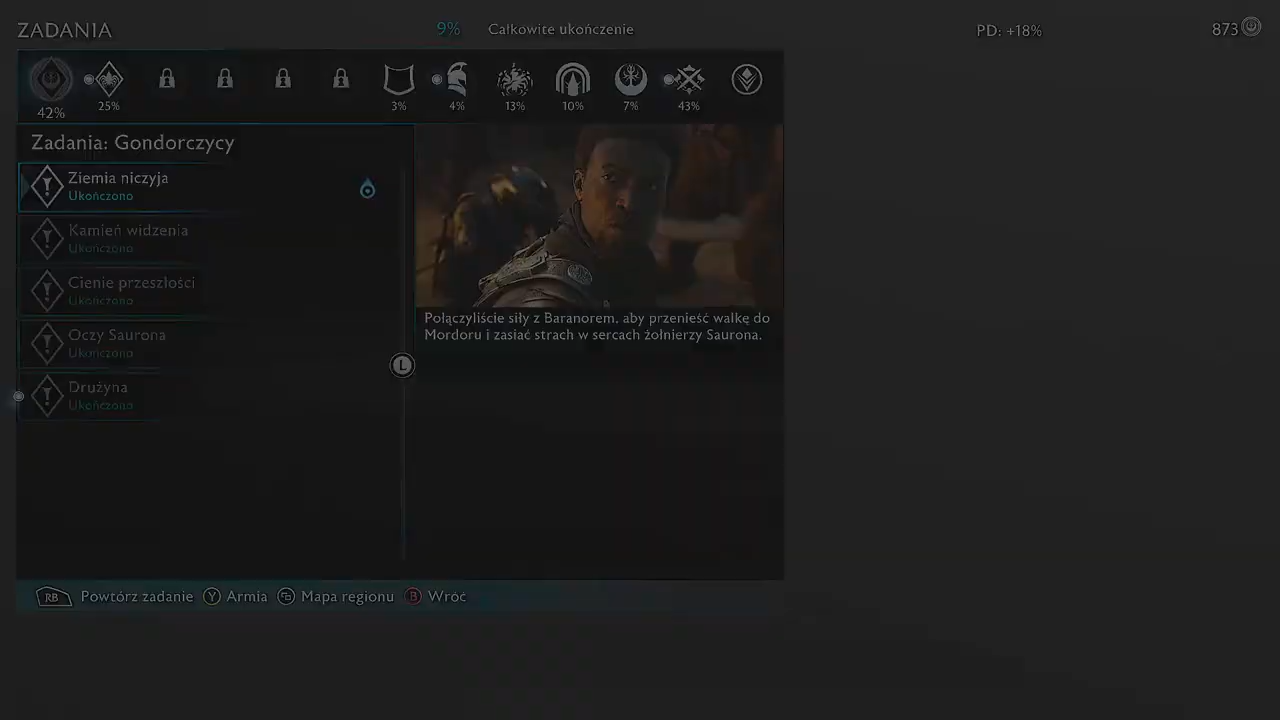 ZADANIA
9% Całkowite ukończenie
PD: +18%
873
42%
25%
3%
4%
13%
10%
7%
43%
Zadania: Gondorczycy
Ziemia niczyja
Ukończono
Kamień widzenia
Ukończono
Cienie przeszłości
Ukończono
Oczy Saurona
Ukończono
Drużyna
Ukończono
Połączyliście siły z Baranorem, aby przenieść walkę do
Mordoru i zasiać strach w sercach żołnierzy Saurona.
L
RB Powtórz zadanie Y Armia Mapa regionu B Wróć